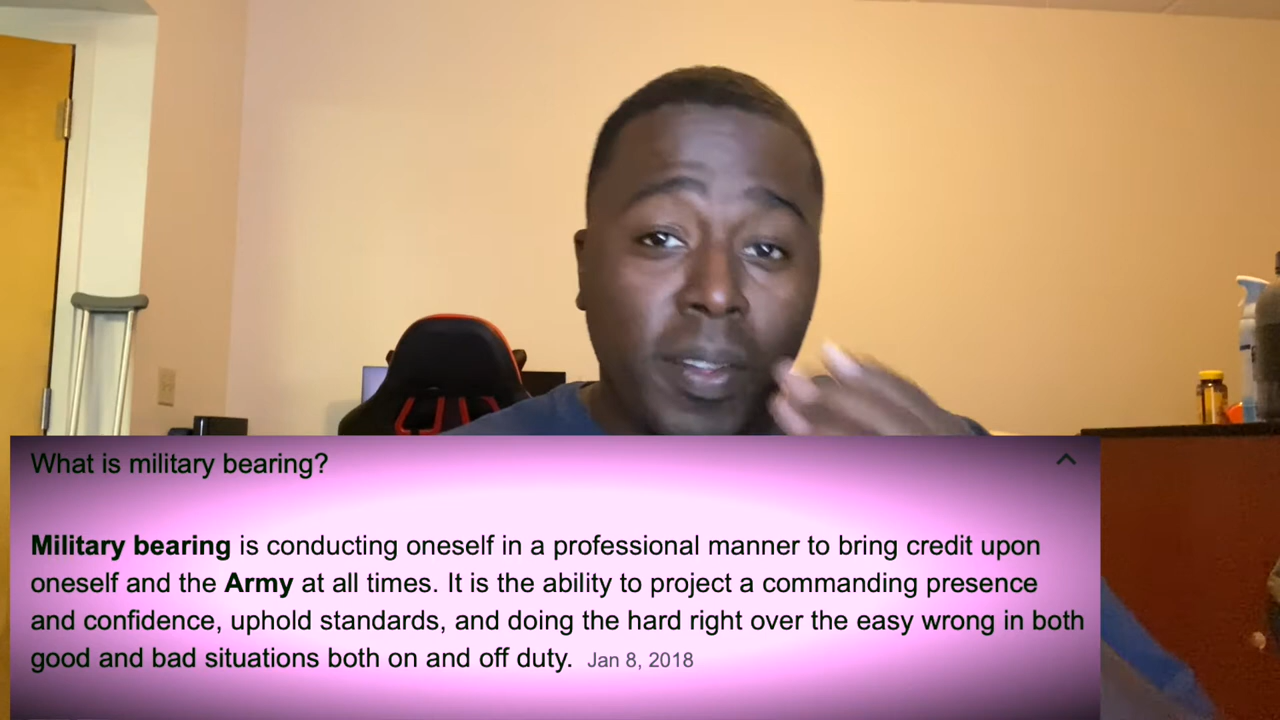 What is military bearing?
Military bearing is conducting oneself in a professional manner to bring credit upon
oneself and the Army at all times. It is the ability to project a commanding presence
and confidence, uphold standards, and doing the hard right over the easy wrong in both
good and bad situations both on and off duty. Jan 8, 2018